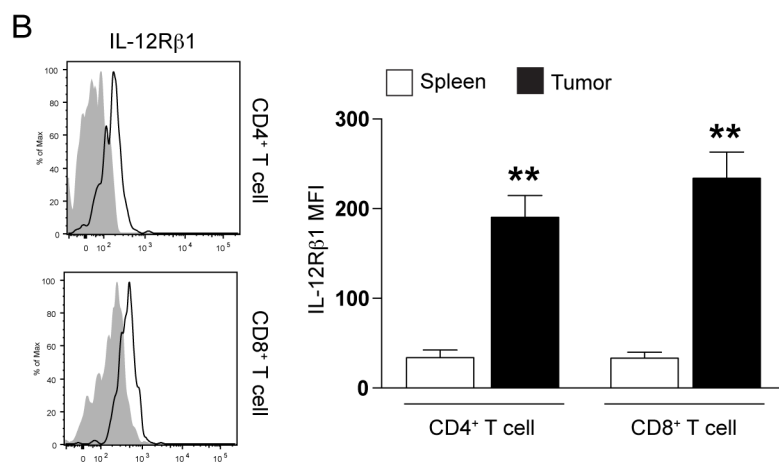 B
IL-12Rβ1
100
80
60
40
20
0
% of Max
0 10² 10³ 10⁴ 10⁵
CD4⁺ T cell
100
80
60
40
20
0
% of Max
0 10² 10³ 10⁴ 10⁵
CD8⁺ T cell
Spleen Tumor
300
200
100
0
IL-12Rβ1 MFI
** **
CD4⁺ T cell CD8⁺ T cell